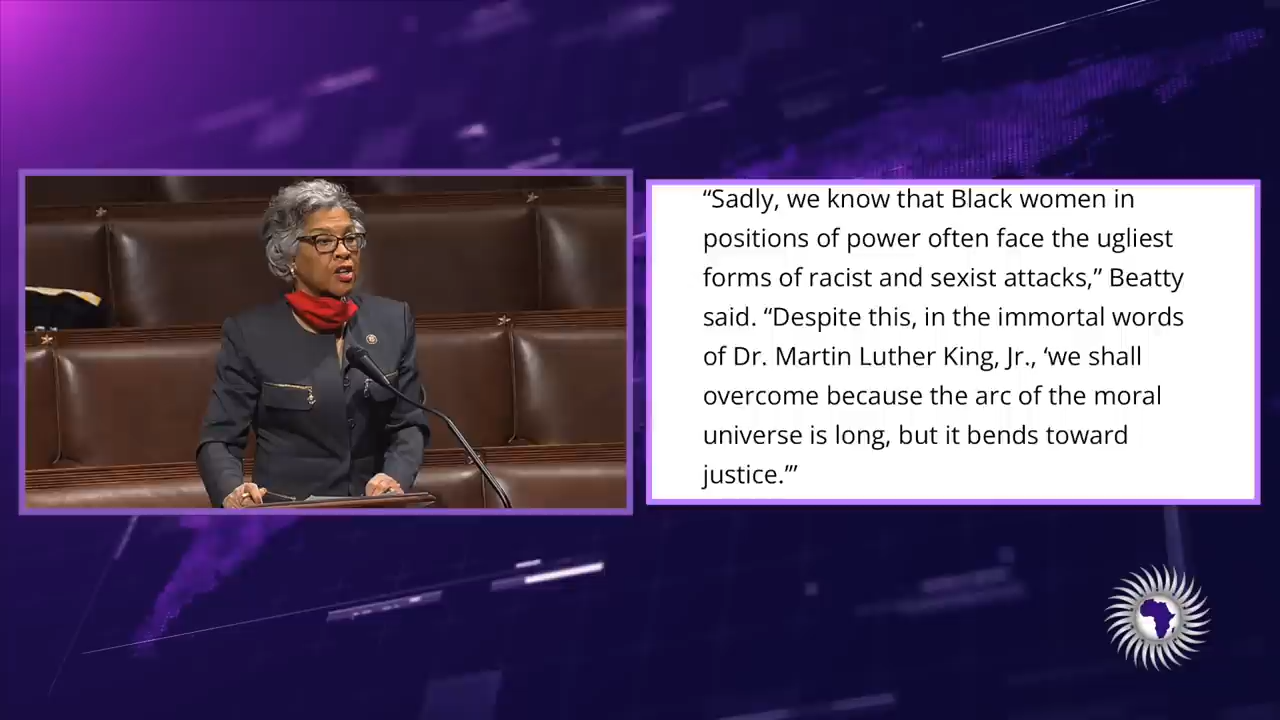 “Sadly, we know that Black women in
positions of power often face the ugliest
forms of racist and sexist attacks,” Beatty
said. “Despite this, in the immortal words
of Dr. Martin Luther King, Jr., ‘we shall
overcome because the arc of the moral
universe is long, but it bends toward
justice.’”